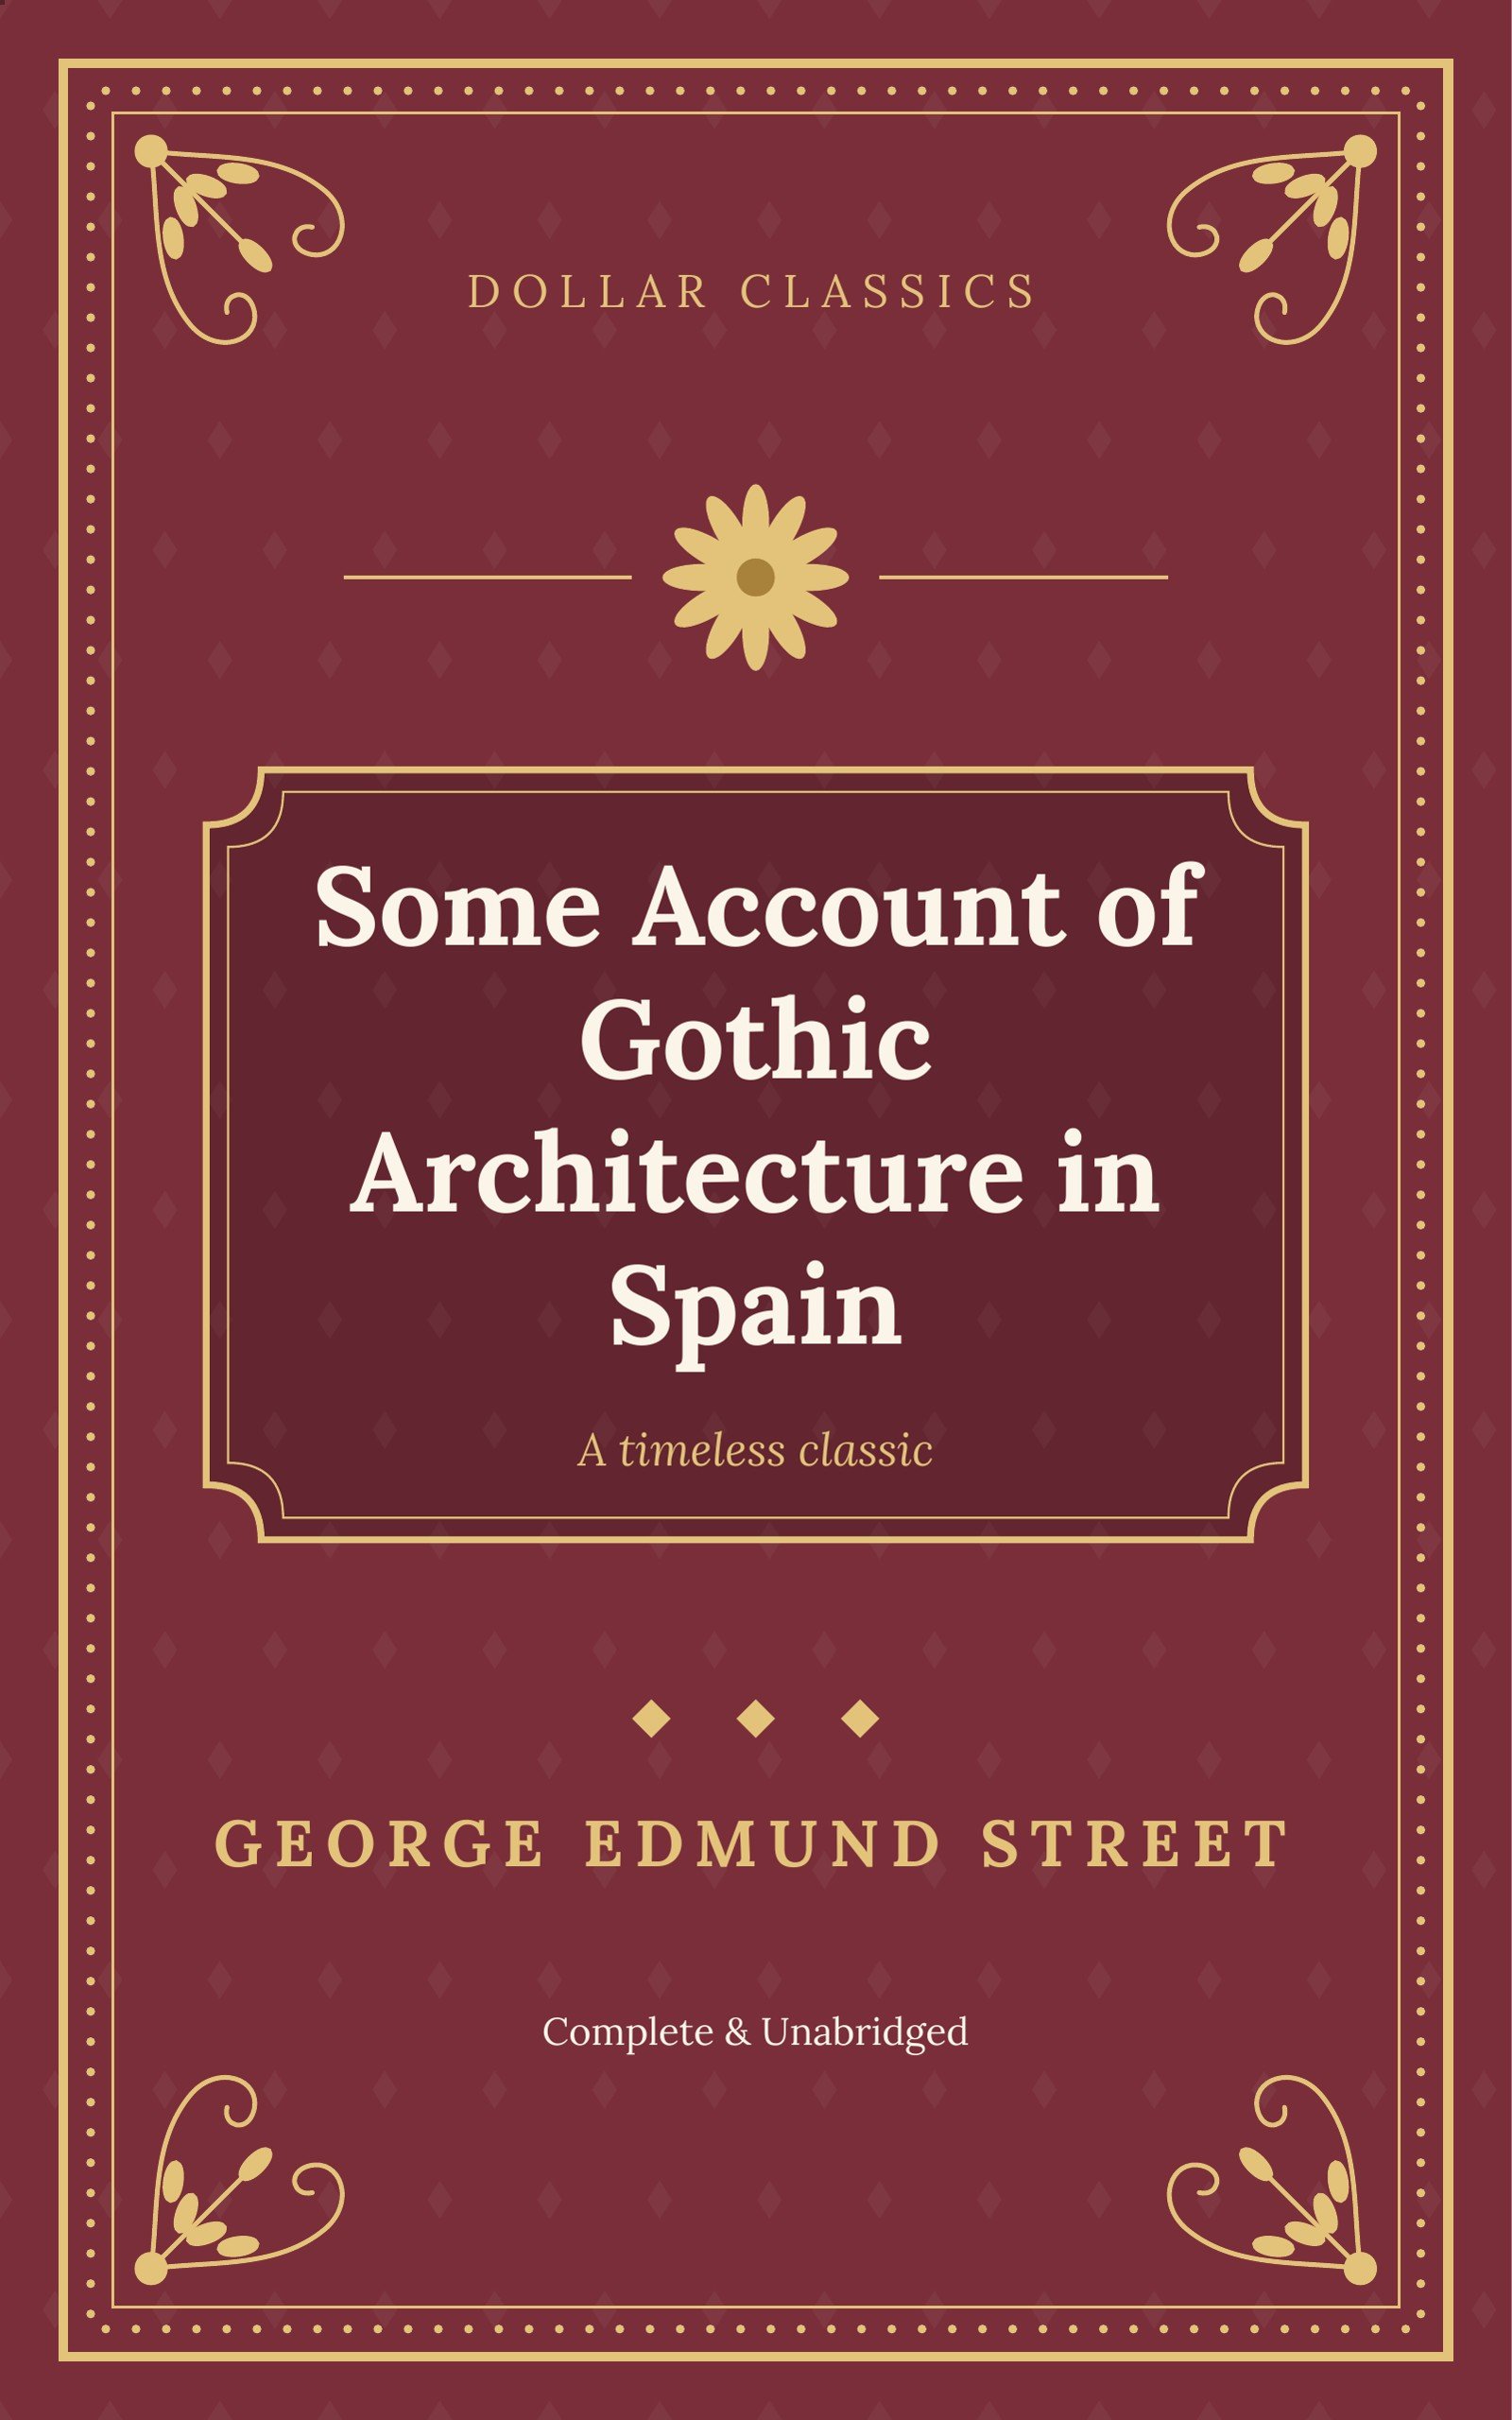 DOLLAR CLASSICS
Some Account of
Gothic
Architecture in
Spain
A timeless classic
GEORGE EDMUND STREET
Complete & Unabridged